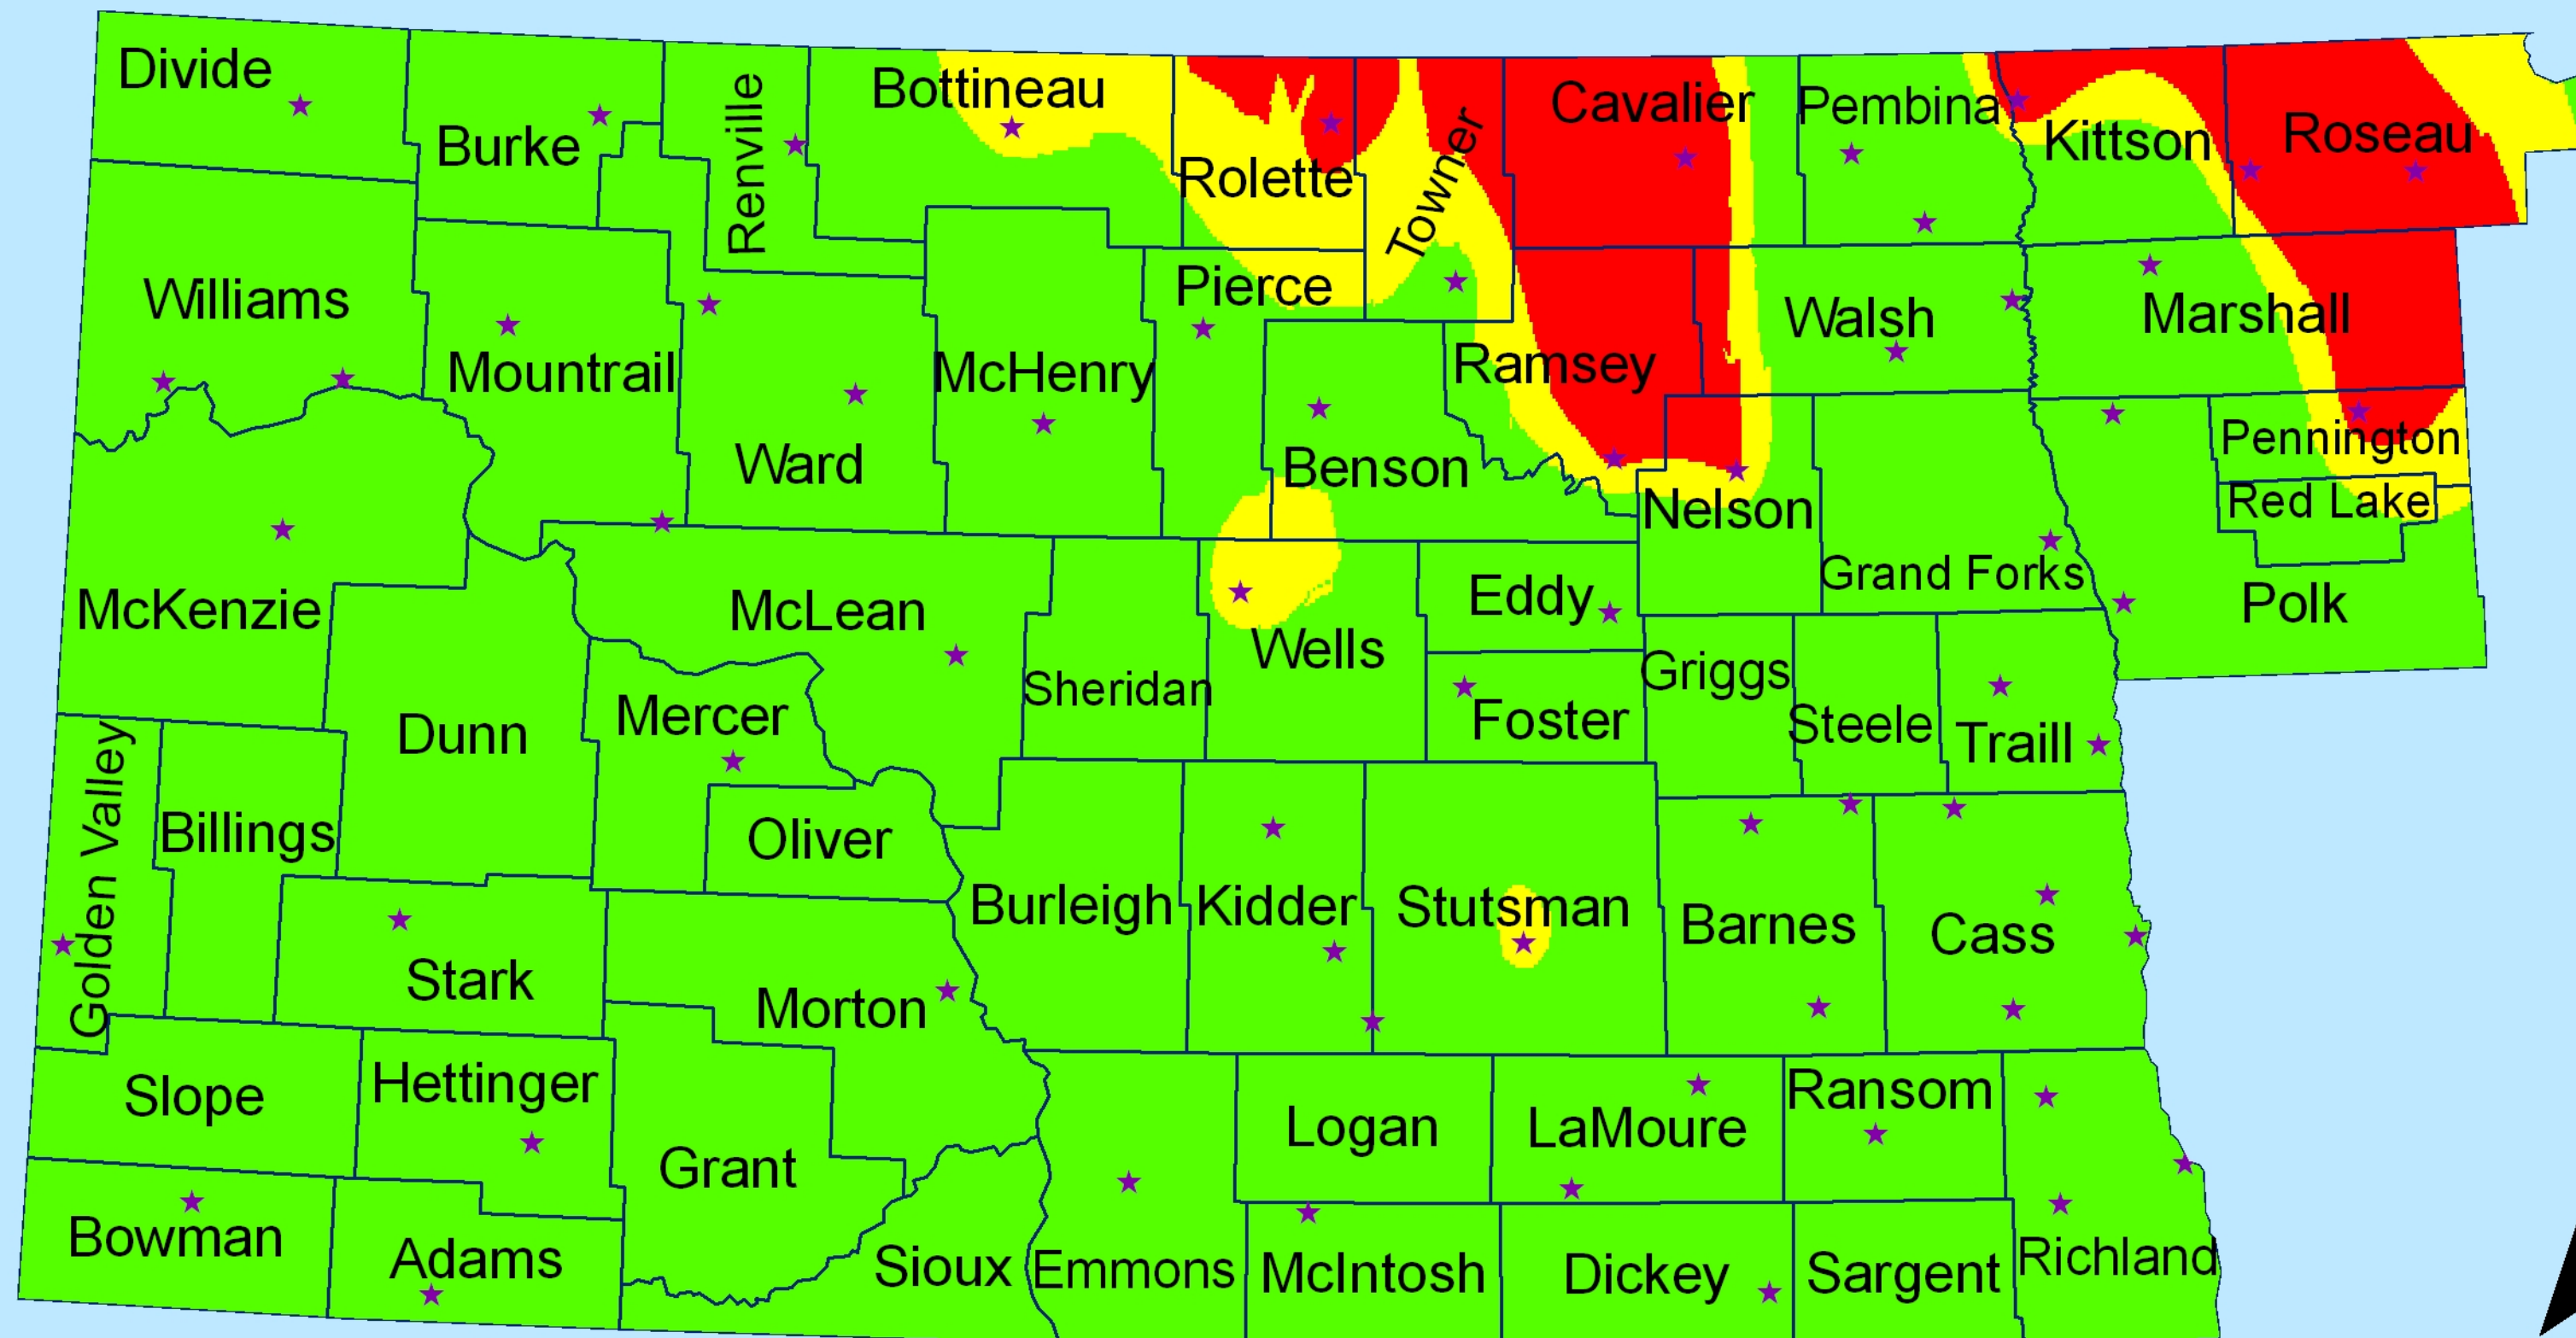 Divide
Burke
Renville
Bottineau
Rolette
Towner
Cavalier
Pembina
Kittson
Roseau
Williams
Mountrail
Ward
McHenry
Pierce
Benson
Ramsey
Walsh
Marshall
Pennington
Red Lake
Nelson
Grand Forks
Polk
McKenzie
McLean
Sheridan
Wells
Eddy
Foster
Griggs
Steele
Traill
Dunn
Mercer
Oliver
Golden Valley
Billings
Burleigh
Kidder
Stutsman
Barnes
Cass
Stark
Morton
Slope
Hettinger
Grant
Logan
LaMoure
Ransom
Bowman
Adams
Sioux
Emmons
McIntosh
Dickey
Sargent
Richland